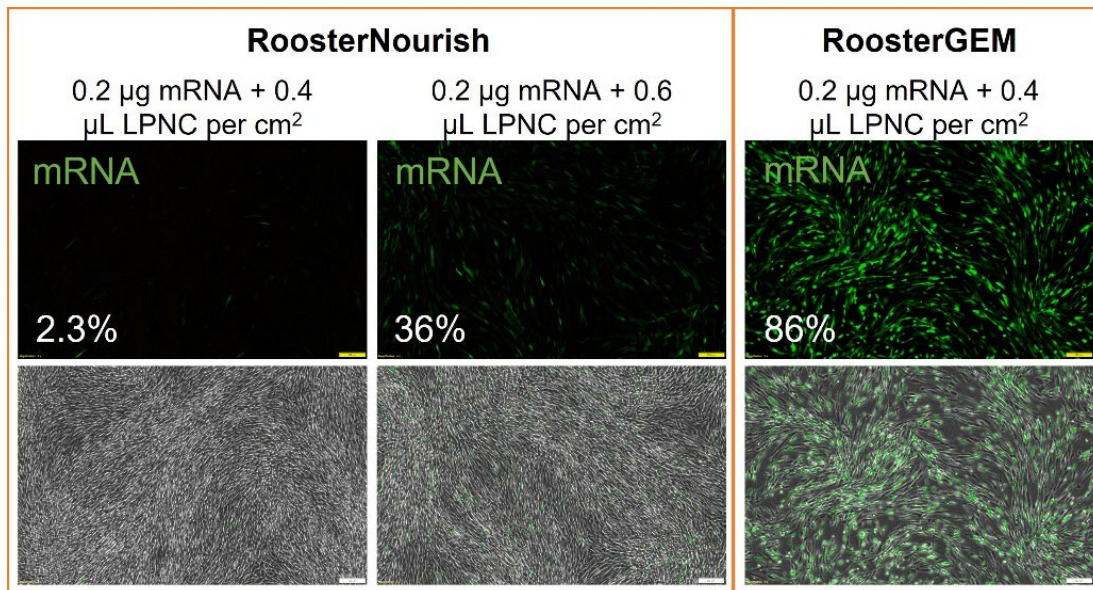 RoosterNourish
RoosterGEM
0.2 µg mRNA + 0.4
µL LPNC per cm²
0.2 µg mRNA + 0.6
µL LPNC per cm²
0.2 µg mRNA + 0.4
µL LPNC per cm²
mRNA
mRNA
mRNA
2.3%
36%
86%